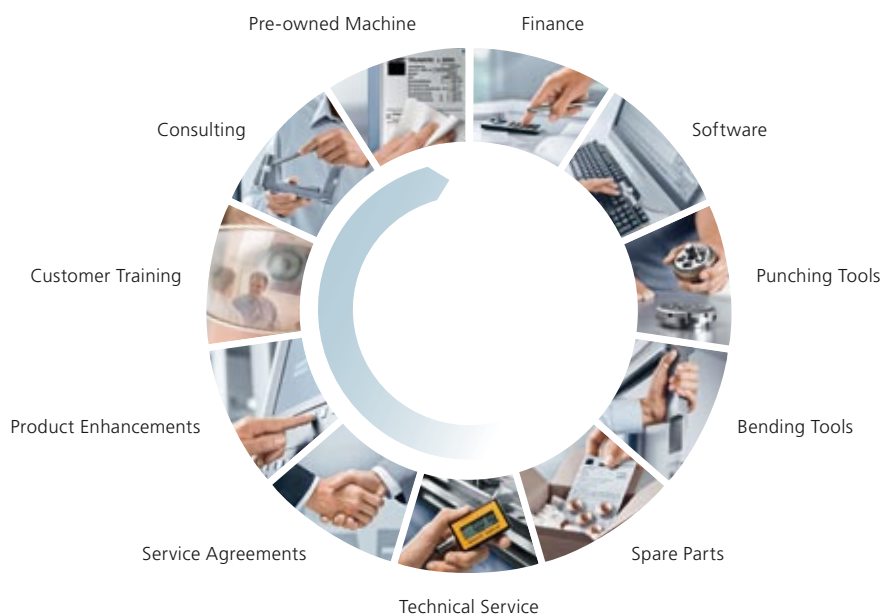 Pre-owned Machine
Finance
Consulting
Software
Customer Training
Punching Tools
Product Enhancements
Bending Tools
Service Agreements
Spare Parts
Technical Service